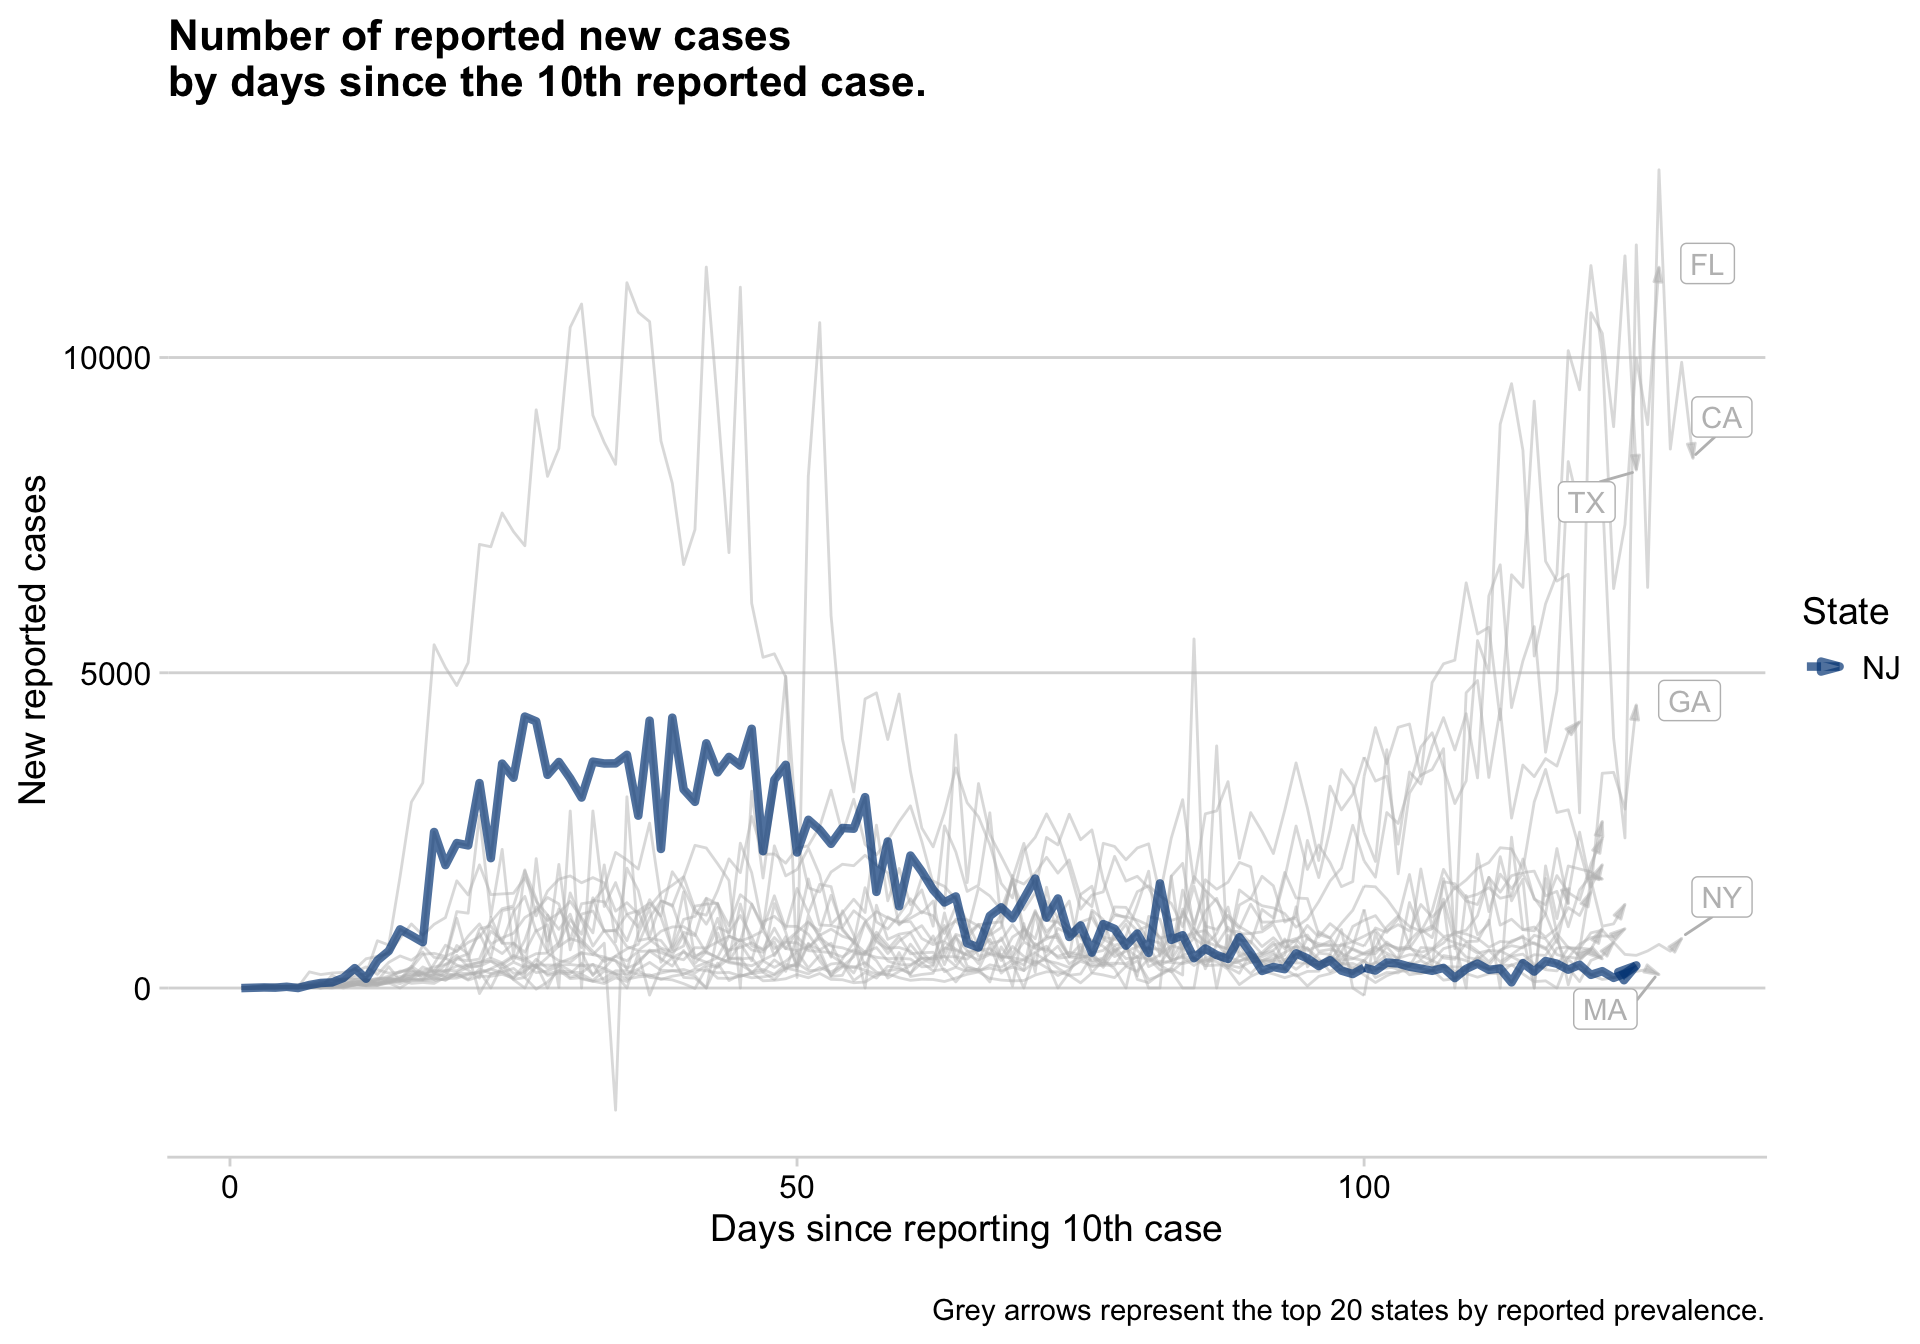 Number of reported new cases
by days since the 10th reported case.
New reported cases
10000
5000
0
FL
CA
TX
GA
NY
MA
State
NJ
0
50
100
Days since reporting 10th case
Grey arrows represent the top 20 states by reported prevalence.